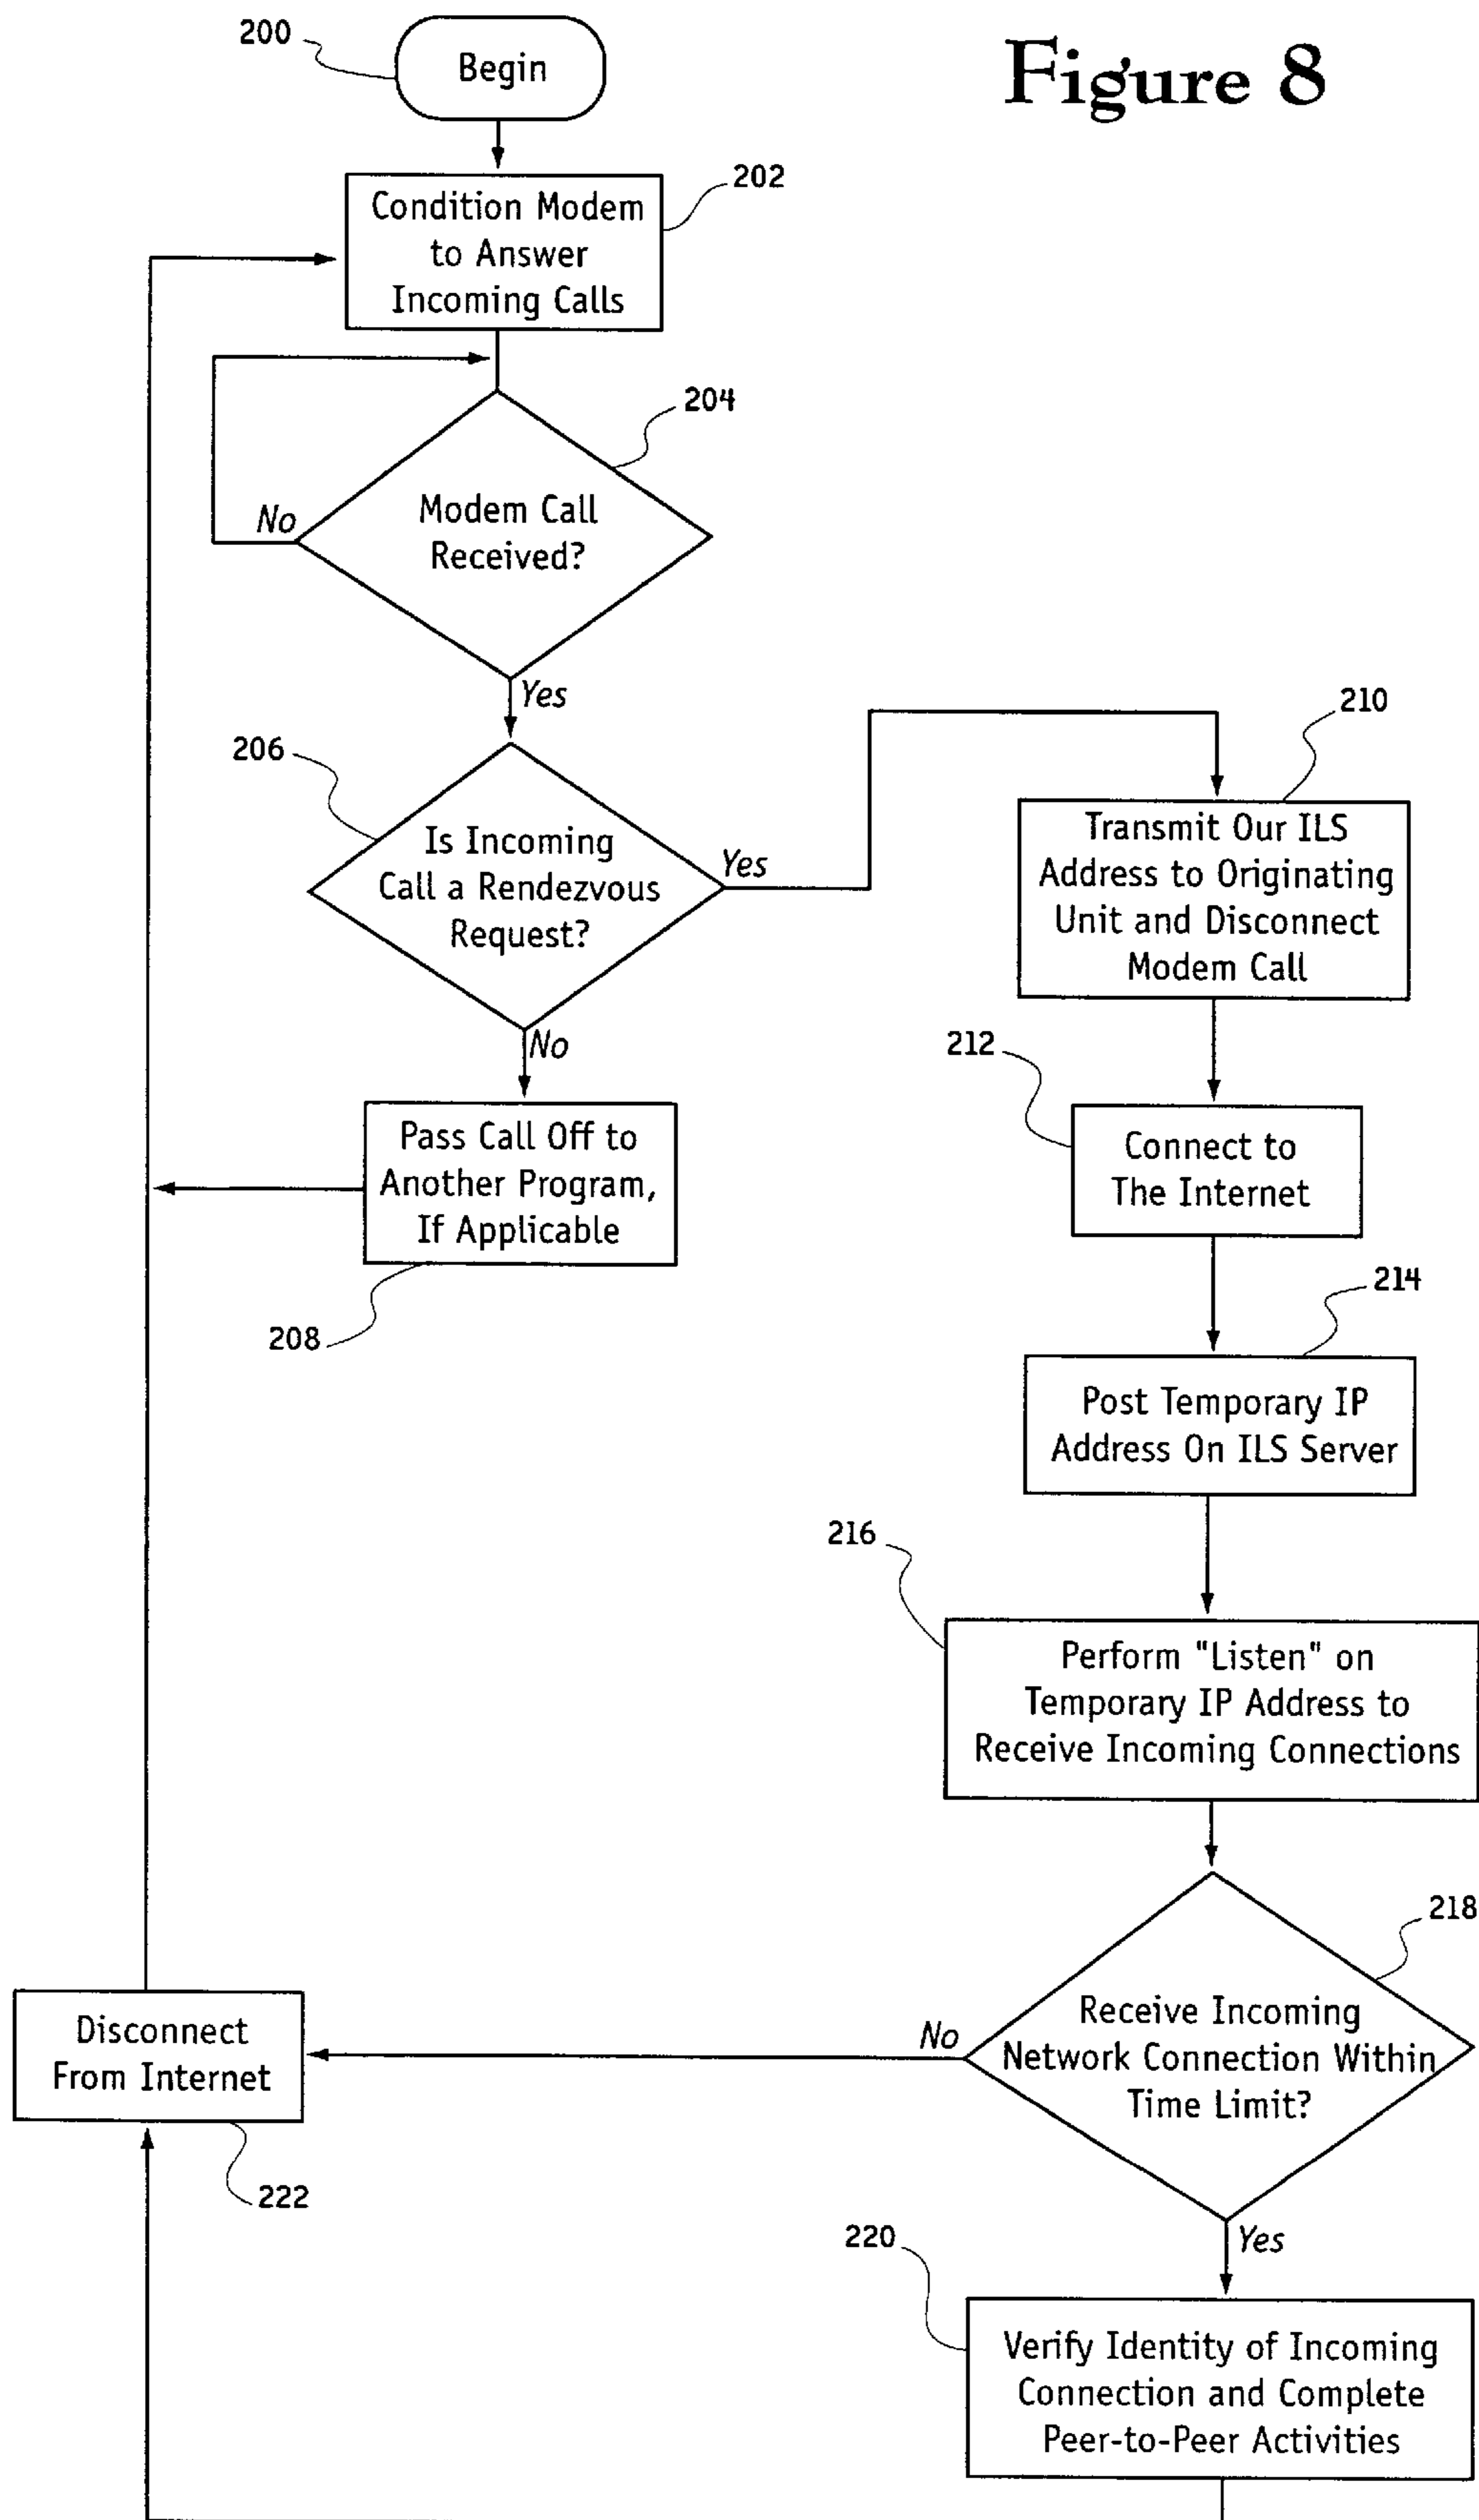 200
Begin
Figure 8
202
Condition Modem
to Answer
Incoming Calls
204
No
Modem Call
Received?
Yes
206
Is Incoming
Call a Rendezvous
Request?
Yes
No
208
Pass Call Off to
Another Program,
If Applicable
210
Transmit Our ILS
Address to Originating
Unit and Disconnect
Modem Call
212
Connect to
The Internet
214
Post Temporary IP
Address On ILS Server
216
Perform "Listen" on
Temporary IP Address to
Receive Incoming Connections
218
Receive Incoming
Network Connection Within
Time Limit?
No
Yes
Disconnect
From Internet
222
220
Verify Identity of Incoming
Connection and Complete
Peer-to-Peer Activities